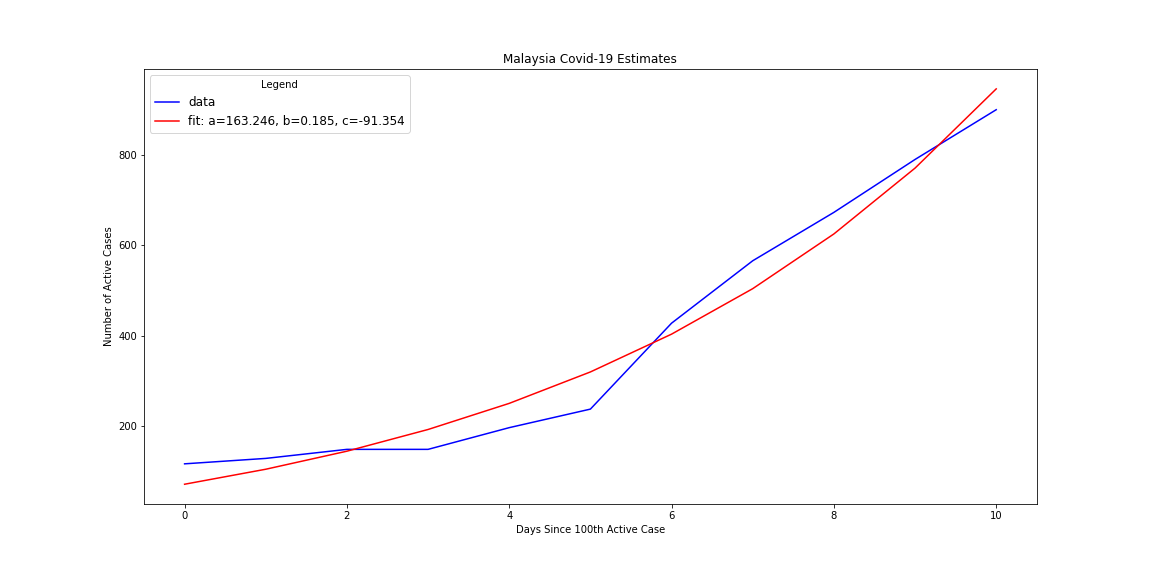 Malaysia Covid-19 Estimates
Legend
data
fit: a=163.246, b=0.185, c=-91.354
Number of Active Cases
800
600
400
200
0 2 4 6 8 10
Days Since 100th Active Case